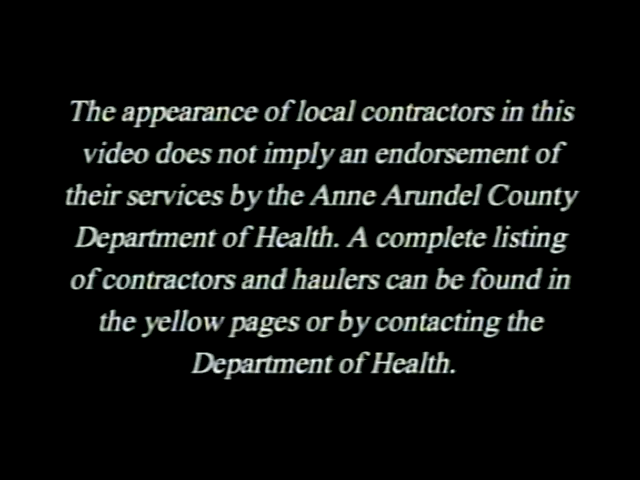 The appearance of local contractors in this
video does not imply an endorsement of
their services by the Anne Arundel County
Department of Health. A complete listing
of contractors and haulers can be found in
the yellow pages or by contacting the
Department of Health.